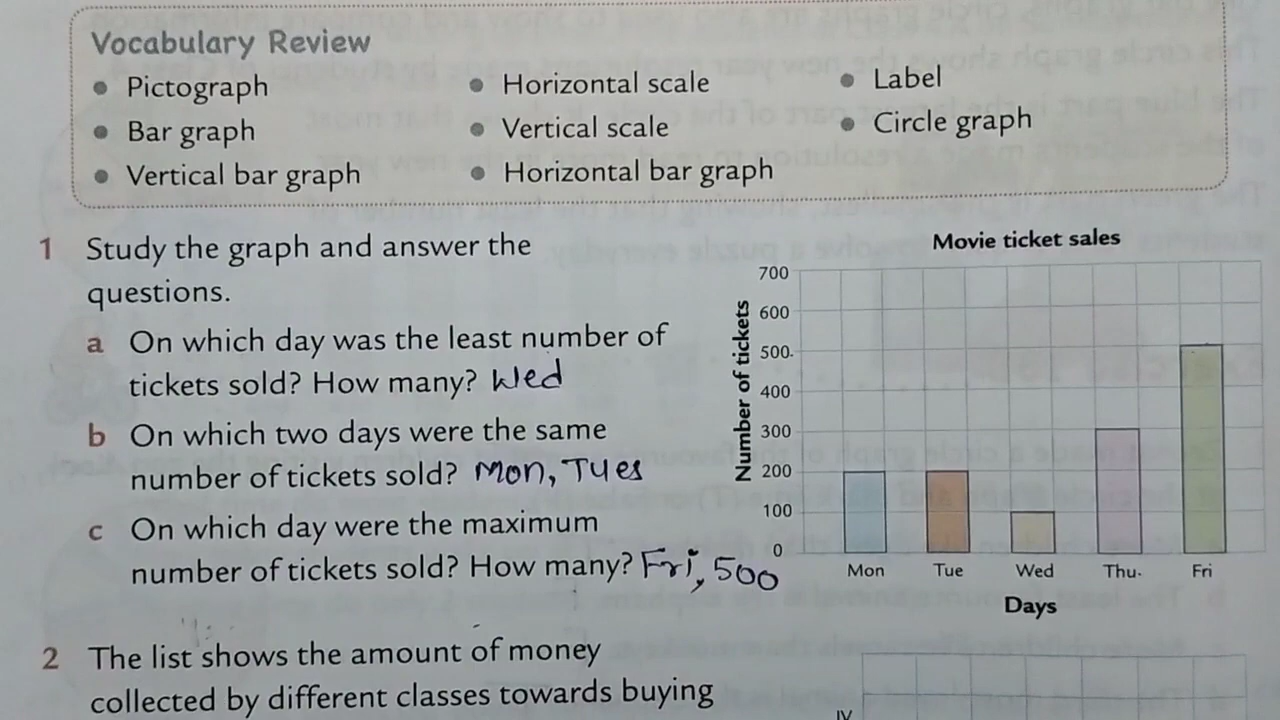 Vocabulary Review
Pictograph
Bar graph
Vertical bar graph
Horizontal scale
Vertical scale
Horizontal bar graph
Label
Circle graph
1 Study the graph and answer the
questions.
a On which day was the least number of
tickets sold? How many? Wed
b On which two days were the same
number of tickets sold? Mon, Tues
c On which day were the maximum
number of tickets sold? How many? Fri, 500
Movie ticket sales
Number of tickets
700
600
500.
400
300
200
100
0
Mon Tue Wed Thu. Fri
Days
2 The list shows the amount of money
collected by different classes towards buying
IV